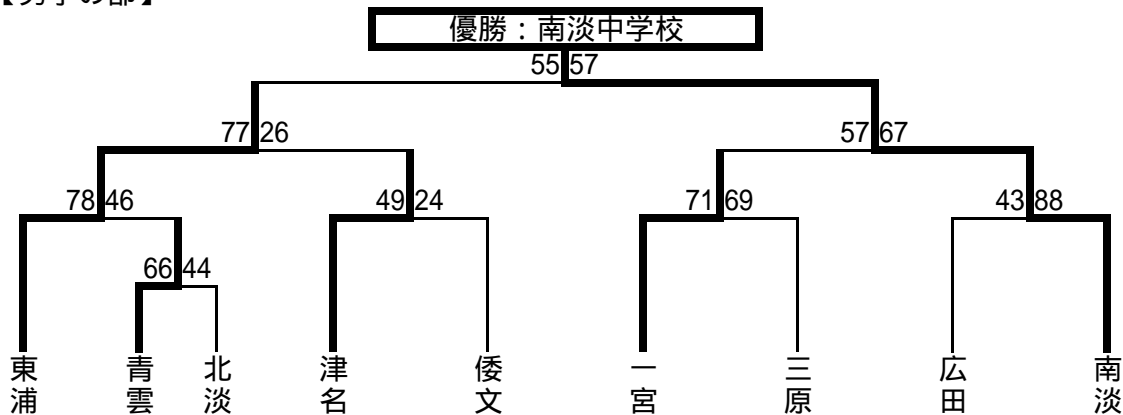 【男子の部】
優勝：南淡中学校
55 57
77 26
57 67
78 46
49 24
71 69
43 88
66 44
東浦
青雲
北淡
津名
倭文
一宮
三原
広田
南淡